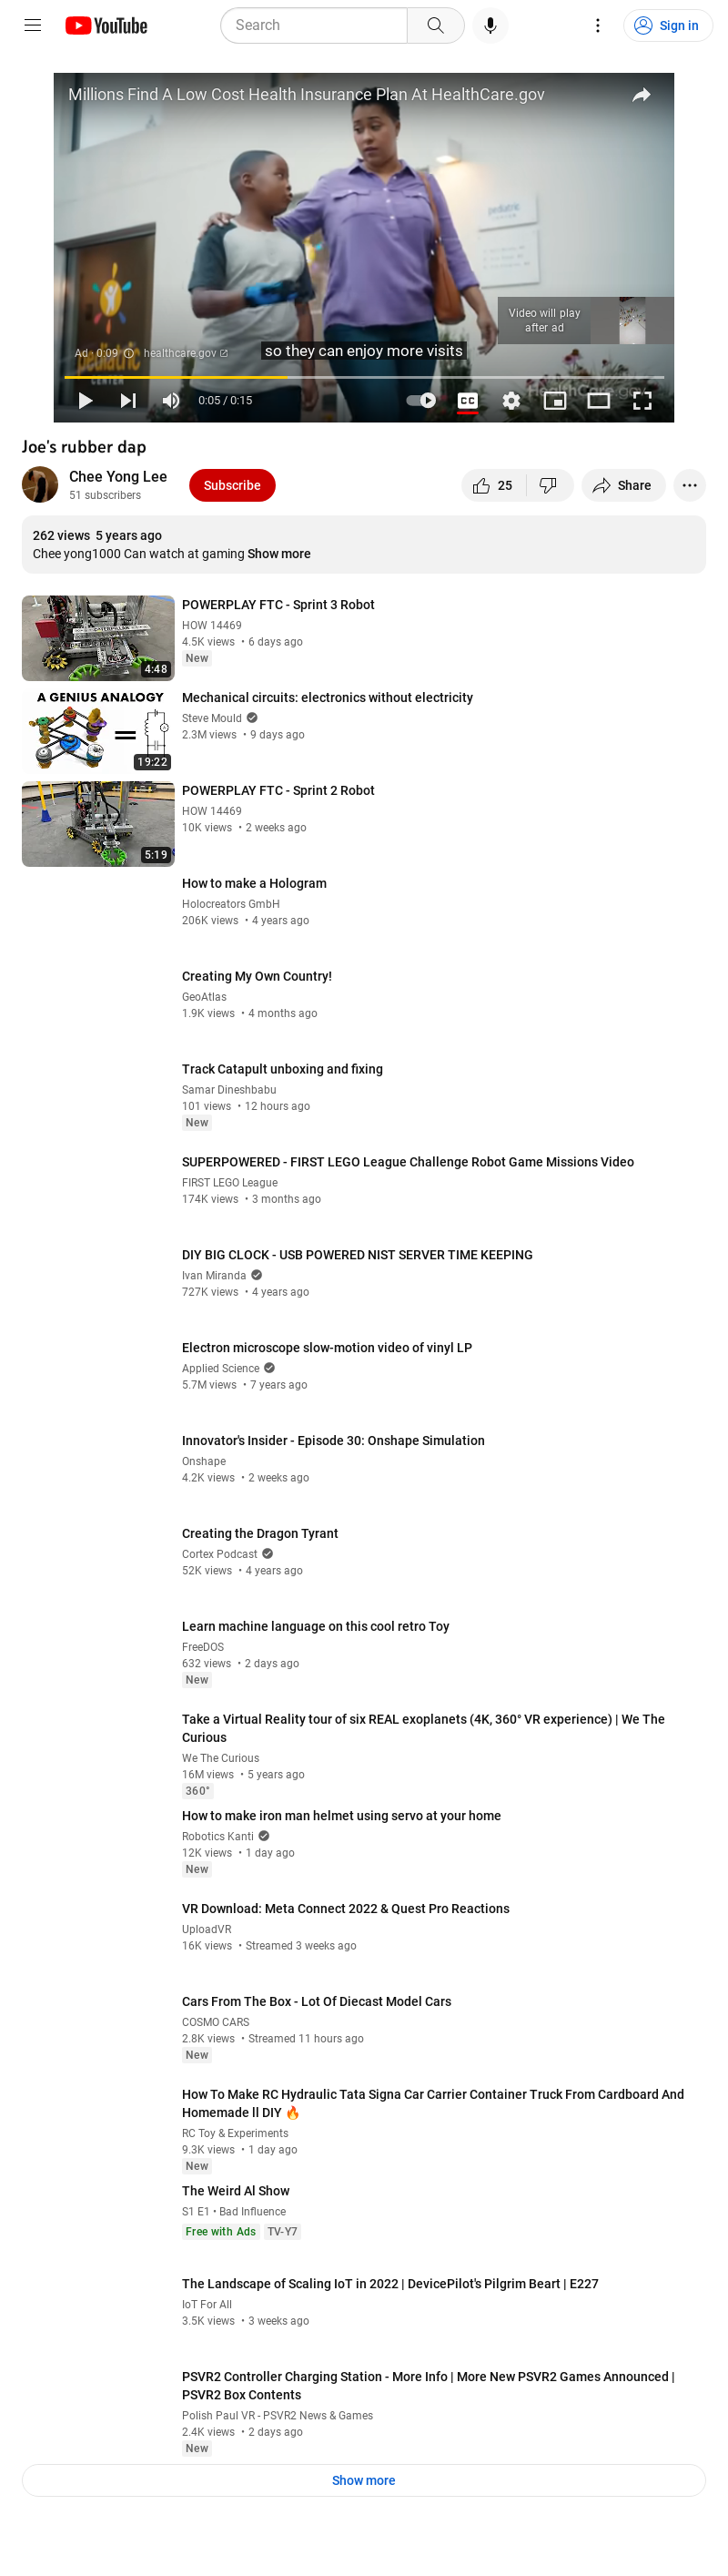 YouTube
Search
Sign in
Millions Find A Low Cost Health Insurance Plan At HealthCare.gov
pediatric
Video will play
after ad
Ad · 0:09
healthcare.gov
so they can enjoy more visits
CENTER
0:05 / 0:15
CC
Joe's rubber dap
Chee Yong Lee
51 subscribers
Subscribe
25
Share
262 views 5 years ago
Chee yong1000 Can watch at gaming Show more
4:48
POWERPLAY FTC - Sprint 3 Robot
HOW 14469
4.5K views • 6 days ago
New
A GENIUS ANALOGY
=
19:22
Mechanical circuits: electronics without electricity
Steve Mould
2.3M views • 9 days ago
5:19
POWERPLAY FTC - Sprint 2 Robot
HOW 14469
10K views • 2 weeks ago
How to make a Hologram
Holocreators GmbH
206K views • 4 years ago
Creating My Own Country!
GeoAtlas
1.9K views • 4 months ago
Track Catapult unboxing and fixing
Samar Dineshbabu
101 views • 12 hours ago
New
SUPERPOWERED - FIRST LEGO League Challenge Robot Game Missions Video
FIRST LEGO League
174K views • 3 months ago
DIY BIG CLOCK - USB POWERED NIST SERVER TIME KEEPING
Ivan Miranda
727K views • 4 years ago
Electron microscope slow-motion video of vinyl LP
Applied Science
5.7M views • 7 years ago
Innovator's Insider - Episode 30: Onshape Simulation
Onshape
4.2K views • 2 weeks ago
Creating the Dragon Tyrant
Cortex Podcast
52K views • 4 years ago
Learn machine language on this cool retro Toy
FreeDOS
632 views • 2 days ago
New
Take a Virtual Reality tour of six REAL exoplanets (4K, 360° VR experience) | We The
Curious
We The Curious
16M views • 5 years ago
360°
How to make iron man helmet using servo at your home
Robotics Kanti
12K views • 1 day ago
New
VR Download: Meta Connect 2022 & Quest Pro Reactions
UploadVR
16K views • Streamed 3 weeks ago
Cars From The Box - Lot Of Diecast Model Cars
COSMO CARS
2.8K views • Streamed 11 hours ago
New
How To Make RC Hydraulic Tata Signa Car Carrier Container Truck From Cardboard And
Homemade ll DIY 🔥
RC Toy & Experiments
9.3K views • 1 day ago
New
The Weird Al Show
S1 E1 • Bad Influence
Free with Ads TV-Y7
The Landscape of Scaling IoT in 2022 | DevicePilot's Pilgrim Beart | E227
IoT For All
3.5K views • 3 weeks ago
PSVR2 Controller Charging Station - More Info | More New PSVR2 Games Announced |
PSVR2 Box Contents
Polish Paul VR - PSVR2 News & Games
2.4K views • 2 days ago
New
Show more